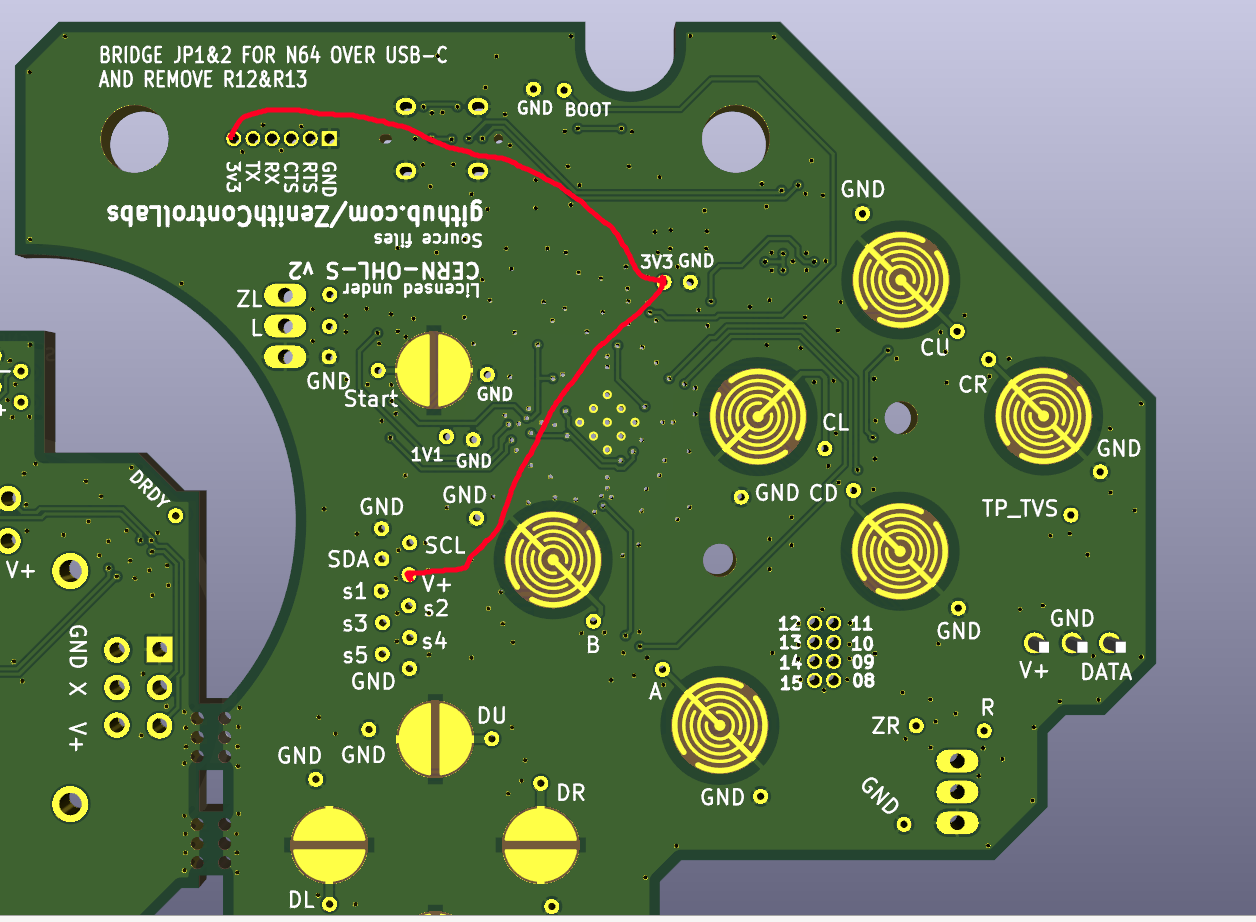 BRIDGE JP1&2 FOR N64 OVER USB-C
AND REMOVE R12&R13
GND BOOT
3v3 TX RX CTS RTS GND
github.com/ZenithControlLabs
Source files
CERN-OHL-S v2
Licensed under
GND
3V3 GND
ZL
L
GND
Start
GND
CU
CR
CL
GND
1V1 GND
GND CD
DRDY
GND
GND
TP_TVS
SCL
SDA
V+
V+
s1
s2
s3
s4
s5
GND
B
A
12 11
13 10
14 09
15 08
GND
GND
V+ DATA
GND X V+
DU
GND
GND
ZR
R
GND
GND
DR
DL